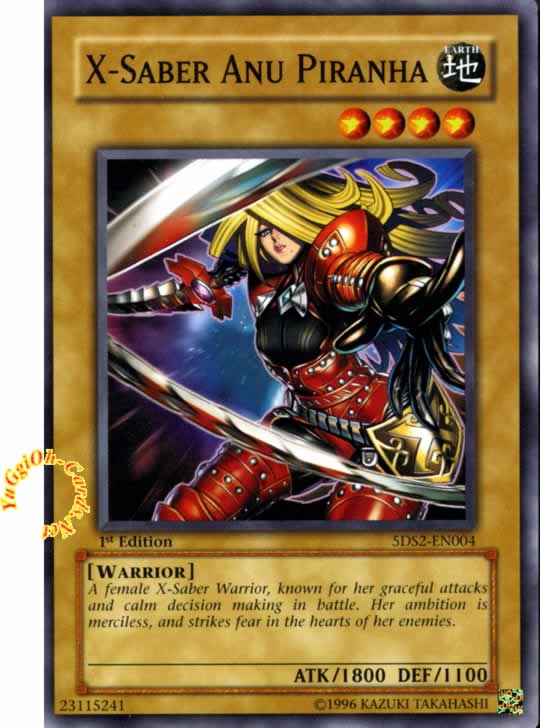 X-Saber Anu Piranha
EARTH
地
1st Edition
5DS2-EN004
[Warrior]
A female X-Saber Warrior, known for her graceful attacks
and calm decision making in battle. Her ambition is
merciless, and strikes fear in the hearts of her enemies.
ATK/1800 DEF/1100
23115241
©1996 KAZUKI TAKAHASHI
YuGgiOh-Cards.Net